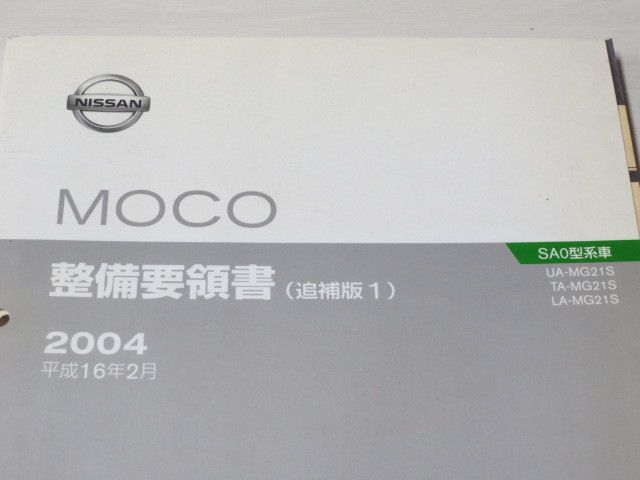 NISSAN
MOCO
SA0型系車
UA-MG21S
TA-MG21S
LA-MG21S
整備要領書（追補版1）
2004
平成16年2月